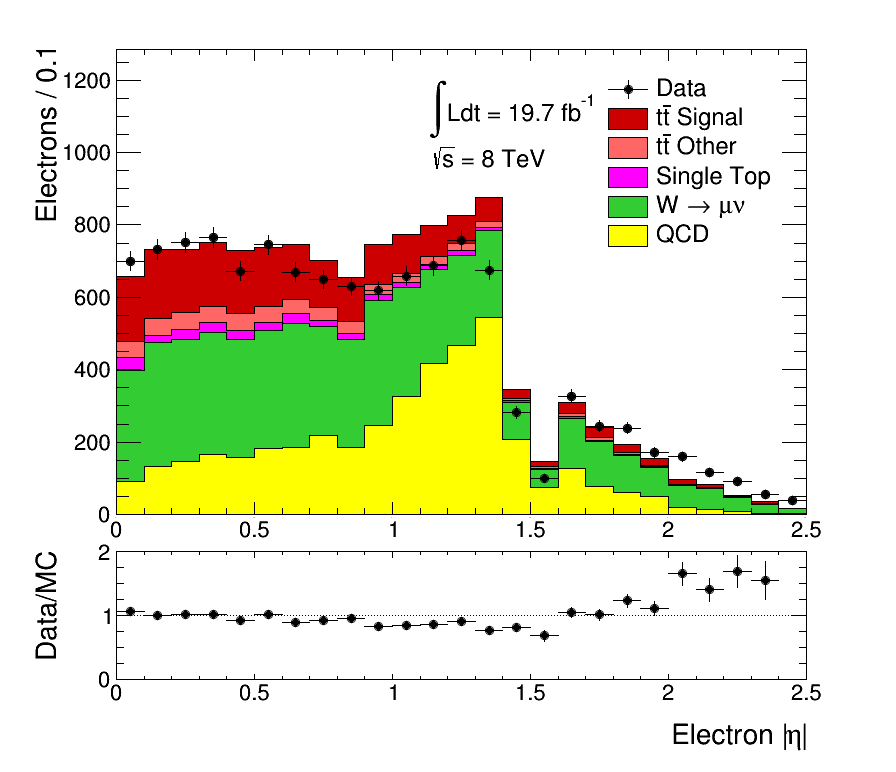 Electrons / 0.1
1200
1000
800
600
400
200
0
∫Ldt = 19.7 fb⁻¹
√s = 8 TeV
Data
tt̄ Signal
tt̄ Other
Single Top
W → μν
QCD
0 0.5 1 1.5 2 2.5
Data/MC
2
1
0
0 0.5 1 1.5 2 2.5
Electron |η|